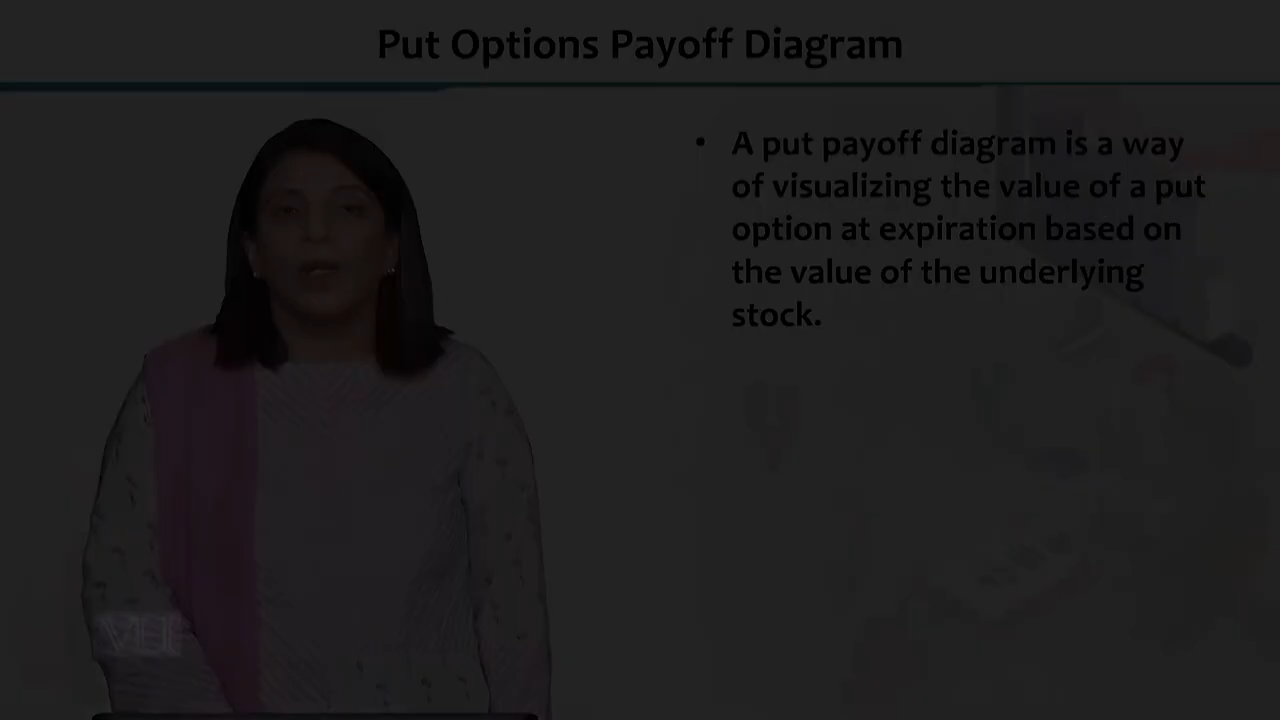 Put Options Payoff Diagram
• A put payoff diagram is a way
of visualizing the value of a put
option at expiration based on
the value of the underlying
stock.
VU